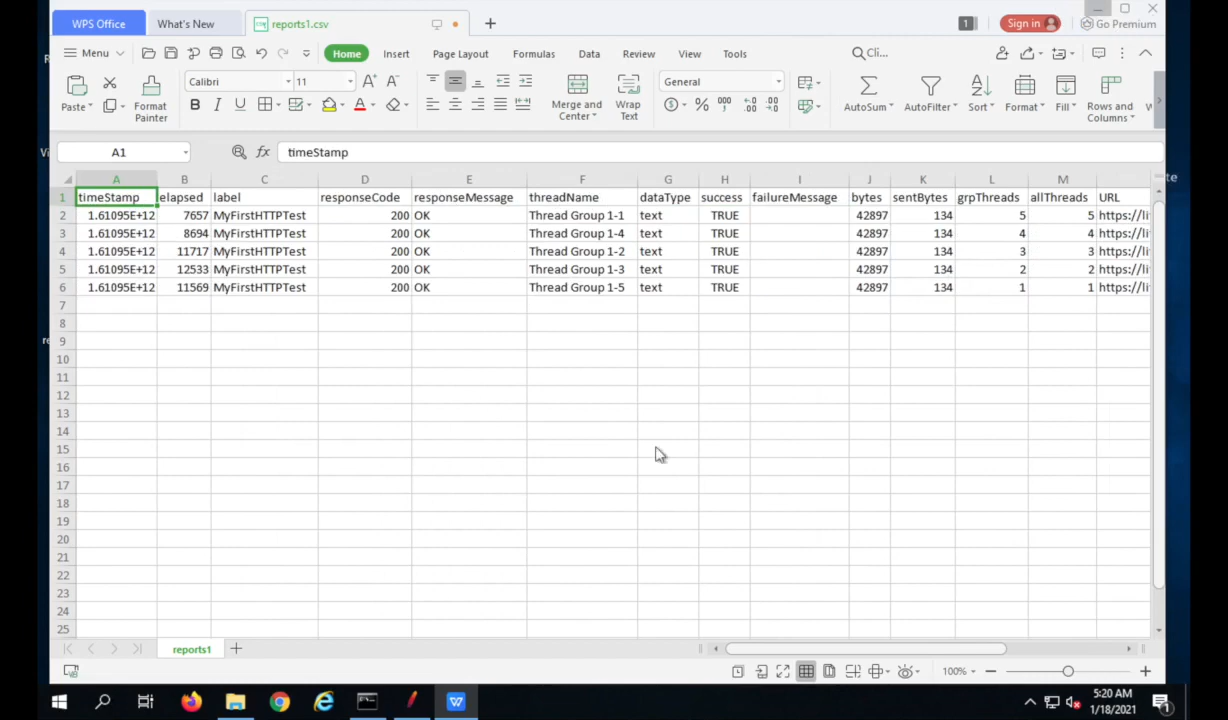 WPS Office What's New reports1.csv 1 Sign in Go Premium
Menu Home Insert Page Layout Formulas Data Review View Tools Cli...
Calibri 11 General
Paste Format Painter B I U Merge and Center Wrap Text % 000 AutoSum AutoFilter Sort Format Fill Rows and Columns
A1 fx timeStamp
A B C D E F G H I J K L M
1 timeStamp elapsed label responseCode responseMessage threadName dataType success failureMessage bytes sentBytes grpThreads allThreads URL
2 1.61095E+12 7657 MyFirstHTTPTest 200 OK Thread Group 1-1 text TRUE 42897 134 5 5 https://li
3 1.61095E+12 8694 MyFirstHTTPTest 200 OK Thread Group 1-4 text TRUE 42897 134 4 4 https://li
4 1.61095E+12 11717 MyFirstHTTPTest 200 OK Thread Group 1-2 text TRUE 42897 134 3 3 https://li
5 1.61095E+12 12533 MyFirstHTTPTest 200 OK Thread Group 1-3 text TRUE 42897 134 2 2 https://li
6 1.61095E+12 11569 MyFirstHTTPTest 200 OK Thread Group 1-5 text TRUE 42897 134 1 1 https://li
7
8
9
10
11
12
13
14
15
16
17
18
19
20
21
22
23
24
25
reports1
100%
5:20 AM
1/18/2021
1